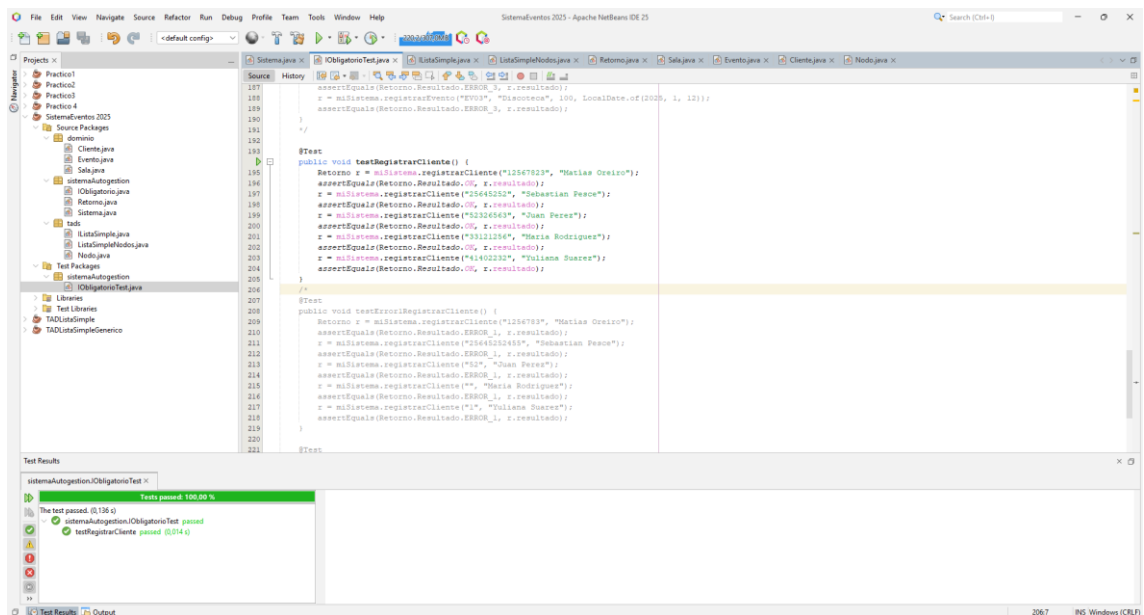 File Edit View Navigate Source Refactor Run Debug Profile Team Tools Window Help
SistemaEventos 2025 - Apache NetBeans IDE 25
Search (Ctrl+I)
<default config>
Projects
Sistema.java
IObligatorioTest.java
IListaSimple.java
ListaSimpleNodos.java
Retorno.java
Sala.java
Evento.java
Cliente.java
Nodo.java
Navigator
Practico1
Practico2
Practico3
Practico 4
SistemaEventos 2025
Source Packages
dominio
Cliente.java
Evento.java
Sala.java
sistemaAutogestion
IObligatorio.java
Retorno.java
Sistema.java
tads
IListaSimple.java
ListaSimpleNodos.java
Nodo.java
Test Packages
sistemaAutogestion
IObligatorioTest.java
Libraries
Test Libraries
TADListaSimple
TADListaSimpleGenerico
Source History
187 assertEquals(Retorno.Resultado.ERROR_3, r.resultado);
188 r = miSistema.registrarEvento("EV03", "Discoteca", 100, LocalDate.of(2025, 1, 12));
189 assertEquals(Retorno.Resultado.ERROR_3, r.resultado);
190 }
191 */
192
193 @Test
public void testRegistrarCliente() {
195 Retorno r = miSistema.registrarCliente("12567823", "Matias Oreiro");
196 assertEquals(Retorno.Resultado.OK, r.resultado);
197 r = miSistema.registrarCliente("25645252", "Sebastian Pesce");
198 assertEquals(Retorno.Resultado.OK, r.resultado);
199 r = miSistema.registrarCliente("52326563", "Juan Perez");
200 assertEquals(Retorno.Resultado.OK, r.resultado);
201 r = miSistema.registrarCliente("33121256", "Maria Rodriguez");
202 assertEquals(Retorno.Resultado.OK, r.resultado);
203 r = miSistema.registrarCliente("41402232", "Yuliana Suarez");
204 assertEquals(Retorno.Resultado.OK, r.resultado);
205 }
206 /*
207 @Test
208 public void testError1RegistrarCliente() {
209 Retorno r = miSistema.registrarCliente("1256783", "Matias Oreiro");
210 assertEquals(Retorno.Resultado.ERROR_1, r.resultado);
211 r = miSistema.registrarCliente("25645252455", "Sebastian Pesce");
212 assertEquals(Retorno.Resultado.ERROR_1, r.resultado);
213 r = miSistema.registrarCliente("52", "Juan Perez");
214 assertEquals(Retorno.Resultado.ERROR_1, r.resultado);
215 r = miSistema.registrarCliente("", "Maria Rodriguez");
216 assertEquals(Retorno.Resultado.ERROR_1, r.resultado);
217 r = miSistema.registrarCliente("1", "Yuliana Suarez");
218 assertEquals(Retorno.Resultado.ERROR_1, r.resultado);
219 }
220
221 @Test
Test Results
sistemaAutogestion.IObligatorioTest
Tests passed: 100,00 %
The test passed. (0,136 s)
sistemaAutogestion.IObligatorioTest passed
testRegistrarCliente passed (0,014 s)
Test Results Output
206:7 INS Windows (CRLF)